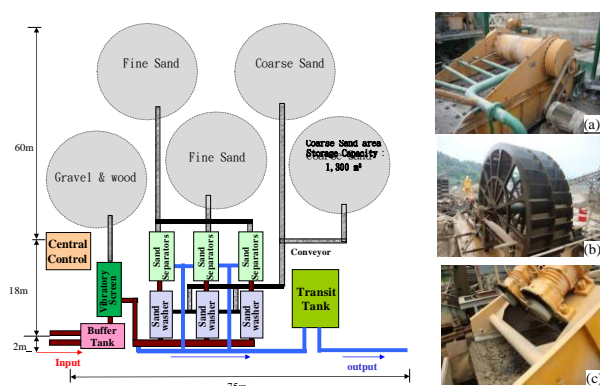 Fine Sand
Coarse Sand
Fine Sand
Coarse Sand area
Storage Capacity :
1,300 m³
Gravel & wood
60m
18m
2m
Central
Control
Vibratory
Screen
Buffer
Tank
Sand
Separators
Sand
Separators
Sand
Separators
Sand
washer
Sand
washer
Sand
washer
Conveyor
Transit
Tank
Input
output
75m
(a)
(b)
(c)